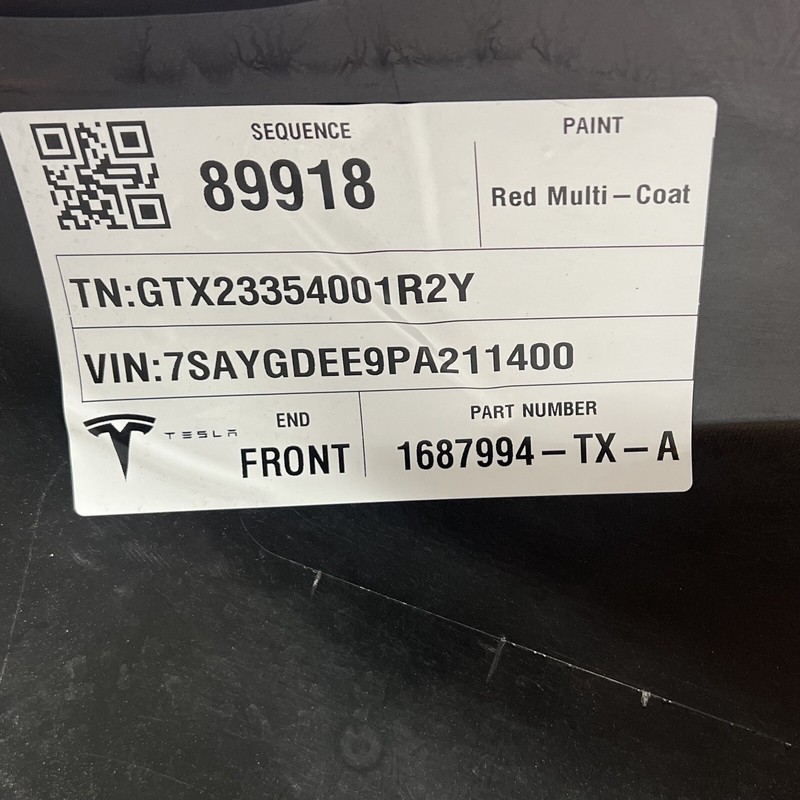 SEQUENCE
89918
PAINT
Red Multi-Coat
TN:GTX23354001R2Y
VIN:7SAYGDEE9PA211400
TESLA
END
FRONT
PART NUMBER
1687994-TX-A